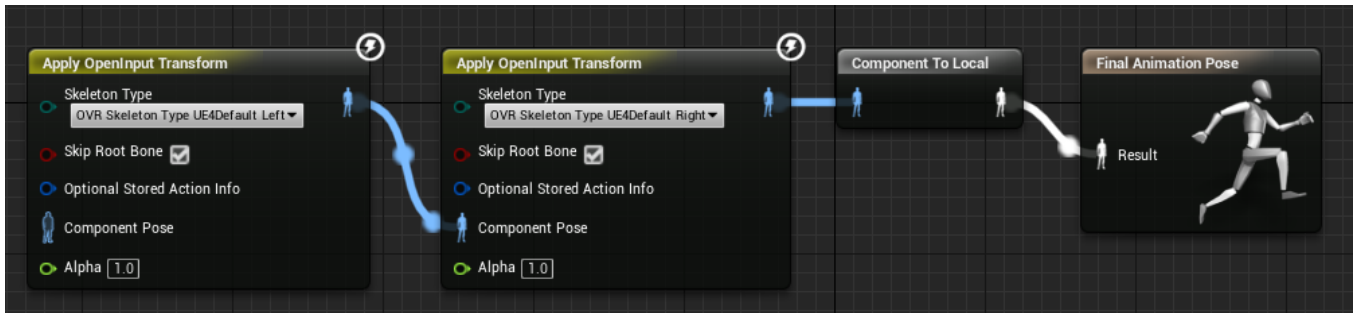 Apply OpenInput Transform
Skeleton Type
OVR Skeleton Type UE4Default Left
Skip Root Bone
Optional Stored Action Info
Component Pose
Alpha 1.0
Apply OpenInput Transform
Skeleton Type
OVR Skeleton Type UE4Default Right
Skip Root Bone
Optional Stored Action Info
Component Pose
Alpha 1.0
Component To Local
Final Animation Pose
Result